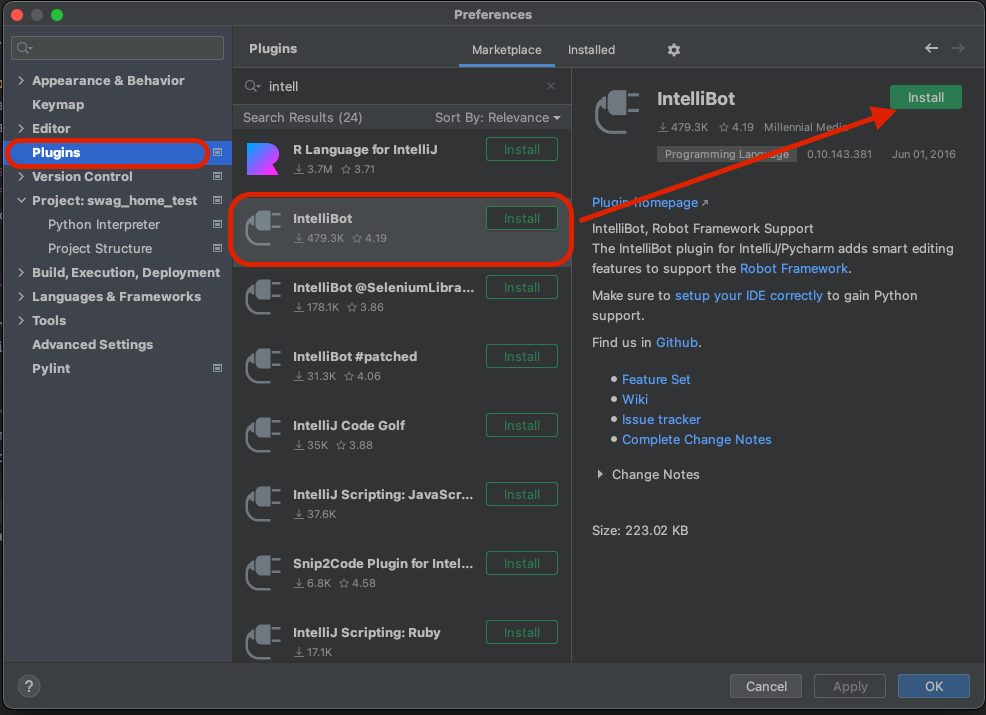 Preferences
Appearance & Behavior
Keymap
Editor
Plugins
Version Control
Project: swag_home_test
Python Interpreter
Project Structure
Build, Execution, Deployment
Languages & Frameworks
Tools
Advanced Settings
Pylint
Plugins
Marketplace
Installed
intell
Search Results (24)
Sort By: Relevance
R Language for IntelliJ
Install
3.7M 3.71
IntelliBot
Install
479.3K 4.19
IntelliBot @SeleniumLibra...
Install
178.1K 3.86
IntelliBot #patched
Install
31.3K 4.06
IntelliJ Code Golf
Install
35K 3.88
IntelliJ Scripting: JavaScr...
Install
37.6K
Snip2Code Plugin for Intel...
Install
6.8K 4.58
IntelliJ Scripting: Ruby
Install
17.1K
IntelliBot
Install
479.3K 4.19 Millennial Media
Programming Language 0.10.143.381 Jun 01, 2016
Plugin homepage
IntelliBot, Robot Framework Support
The IntelliBot plugin for IntelliJ/Pycharm adds smart editing
features to support the Robot Framework.
Make sure to setup your IDE correctly to gain Python
support.
Find us in Github.
Feature Set
Wiki
Issue tracker
Complete Change Notes
Change Notes
Size: 223.02 KB
?
Cancel
Apply
OK